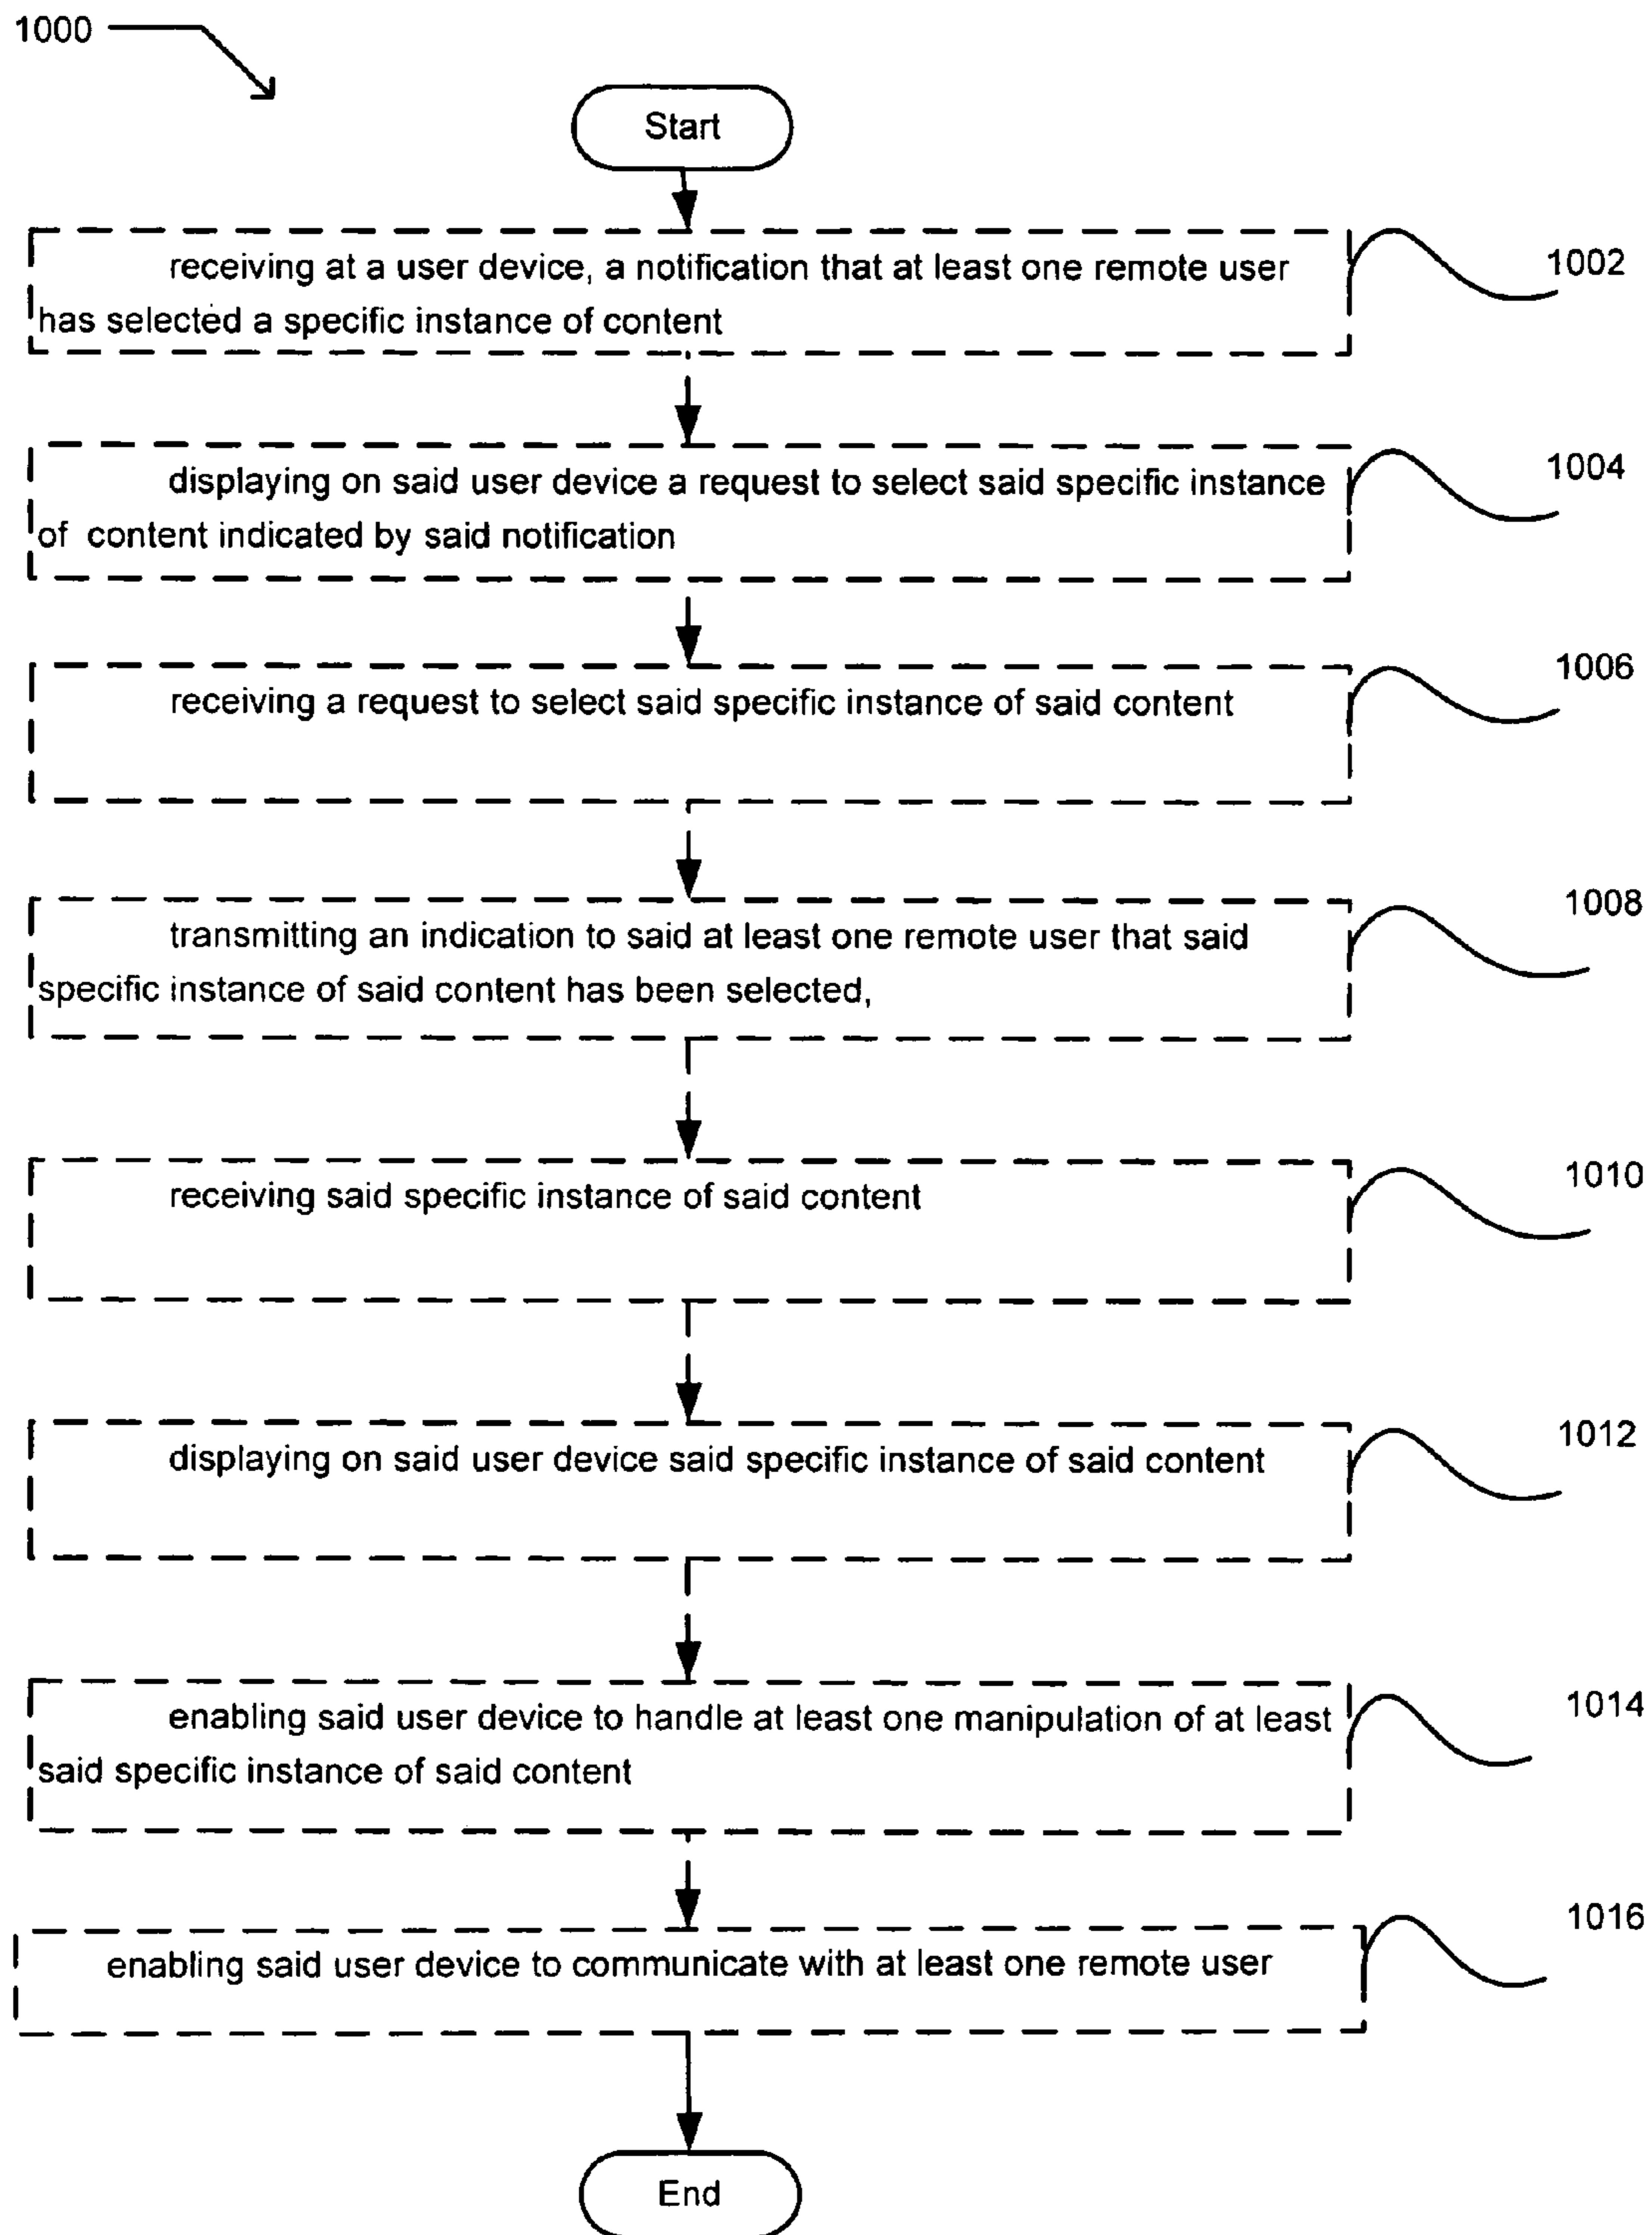 1000
Start
receiving at a user device, a notification that at least one remote user
has selected a specific instance of content
1002
displaying on said user device a request to select said specific instance
of content indicated by said notification
1004
receiving a request to select said specific instance of said content
1006
transmitting an indication to said at least one remote user that said
specific instance of said content has been selected,
1008
receiving said specific instance of said content
1010
displaying on said user device said specific instance of said content
1012
enabling said user device to handle at least one manipulation of at least
said specific instance of said content
1014
enabling said user device to communicate with at least one remote user
1016
End